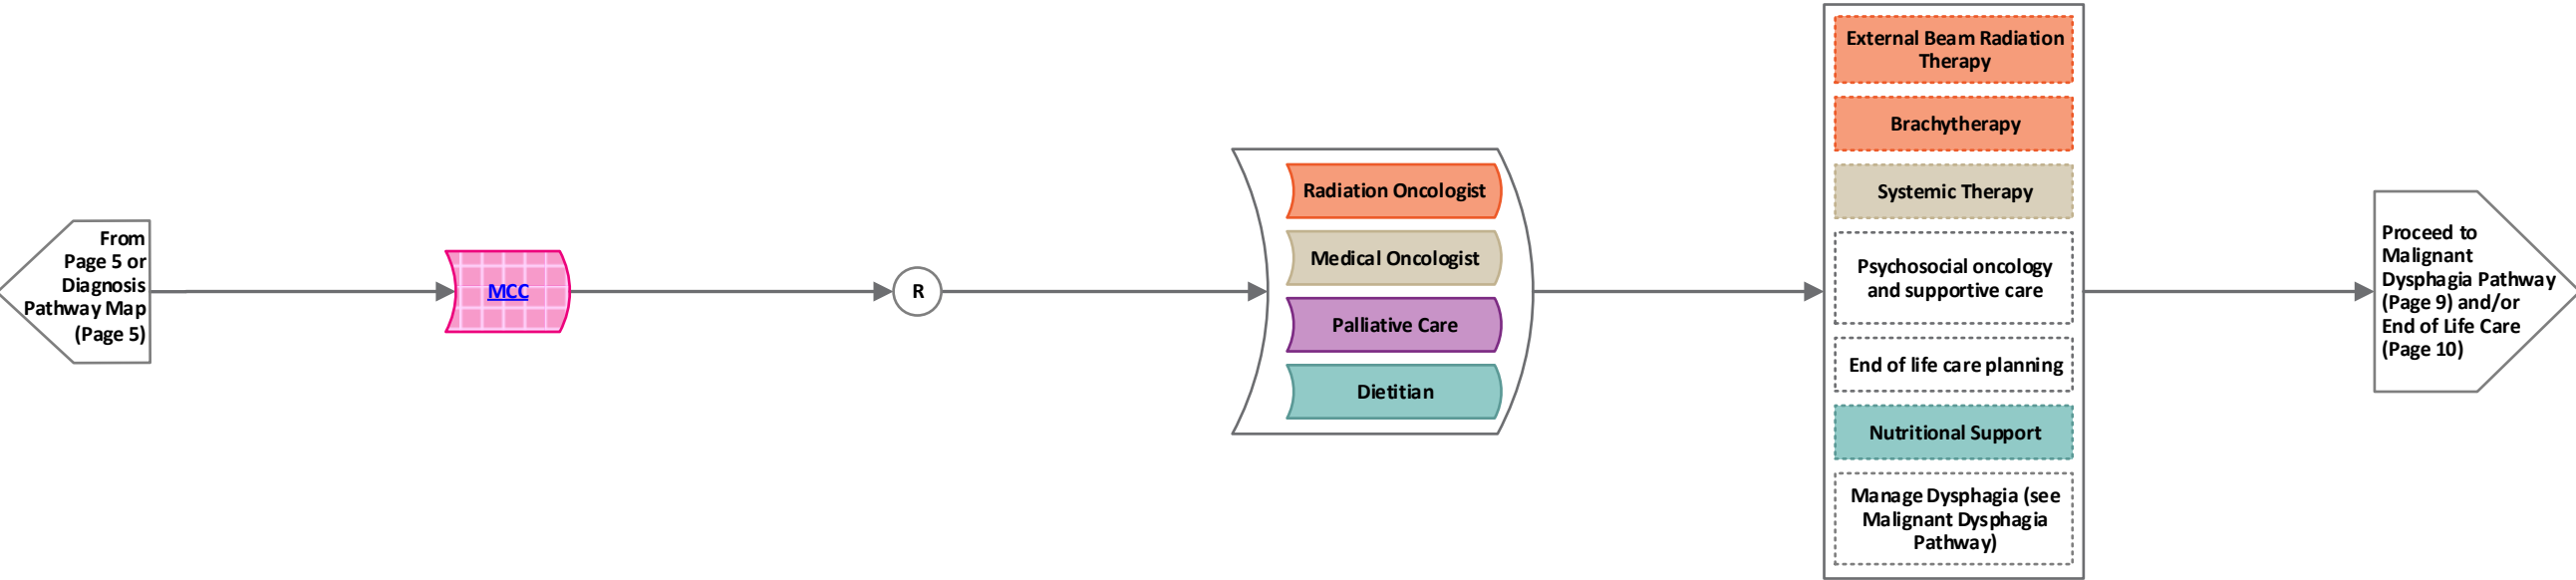 From
Page 5 or
Diagnosis
Pathway Map
(Page 5)
MCC
R
Radiation Oncologist
Medical Oncologist
Palliative Care
Dietitian
External Beam Radiation
Therapy
Brachytherapy
Systemic Therapy
Psychosocial oncology
and supportive care
End of life care planning
Nutritional Support
Manage Dysphagia (see
Malignant Dysphagia
Pathway)
Proceed to
Malignant
Dysphagia Pathway
(Page 9) and/or
End of Life Care
(Page 10)